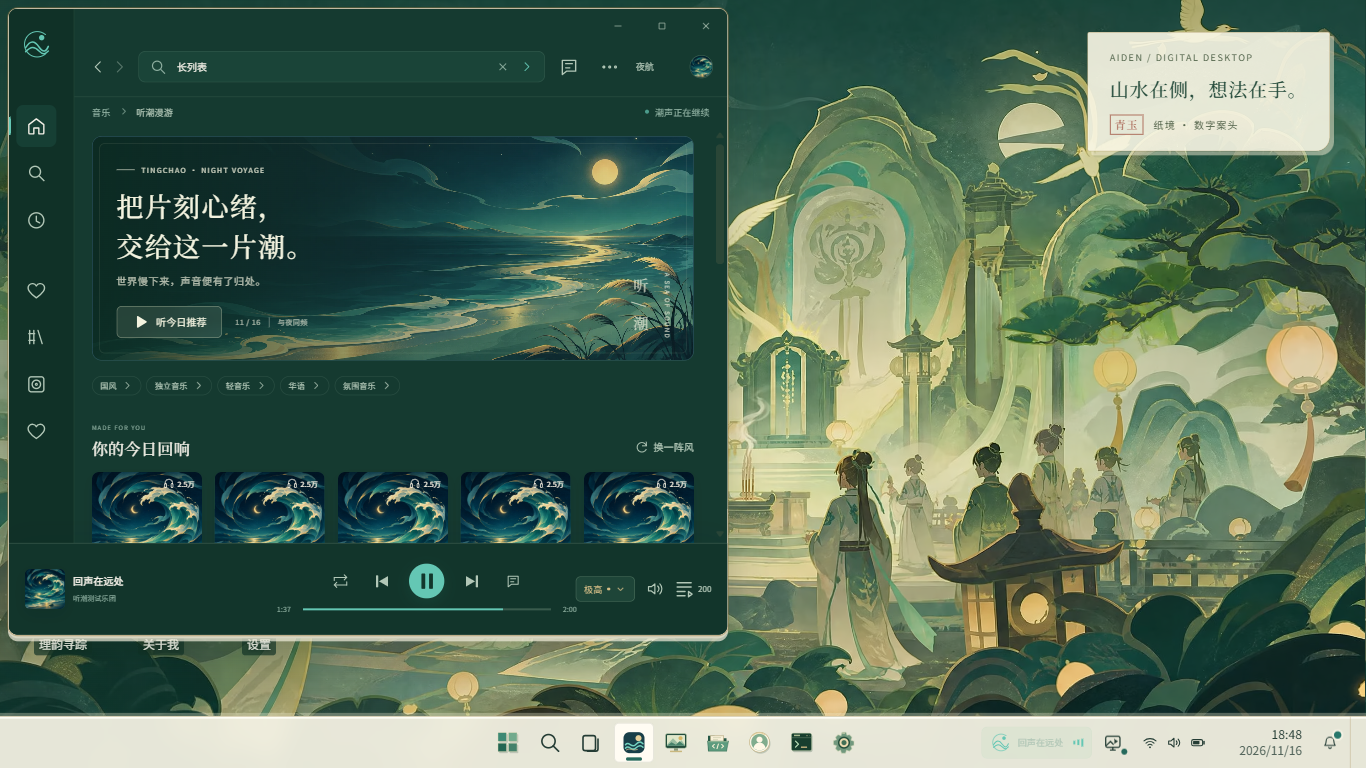 长列表
夜航
音乐
听潮漫游
潮声正在继续
TINGCHAO • NIGHT VOYAGE
把片刻心绪，
交给这一片潮。
世界慢下来，声音便有了归处。
听今日推荐
11 / 16
与夜同频
听潮
SEA OF SOUND
国风
独立音乐
轻音乐
华语
氛围音乐
MADE FOR YOU
你的今日回响
换一阵风
2.5万
2.5万
2.5万
2.5万
2.5万
回声在远处
听潮测试乐团
1:37
2:00
极高 •
200
理韵寻踪
关于我
设置
AIDEN / DIGITAL DESKTOP
山水在侧，想法在手。
青玉
纸境 · 数字案头
回声在远处
18:48
2026/11/16